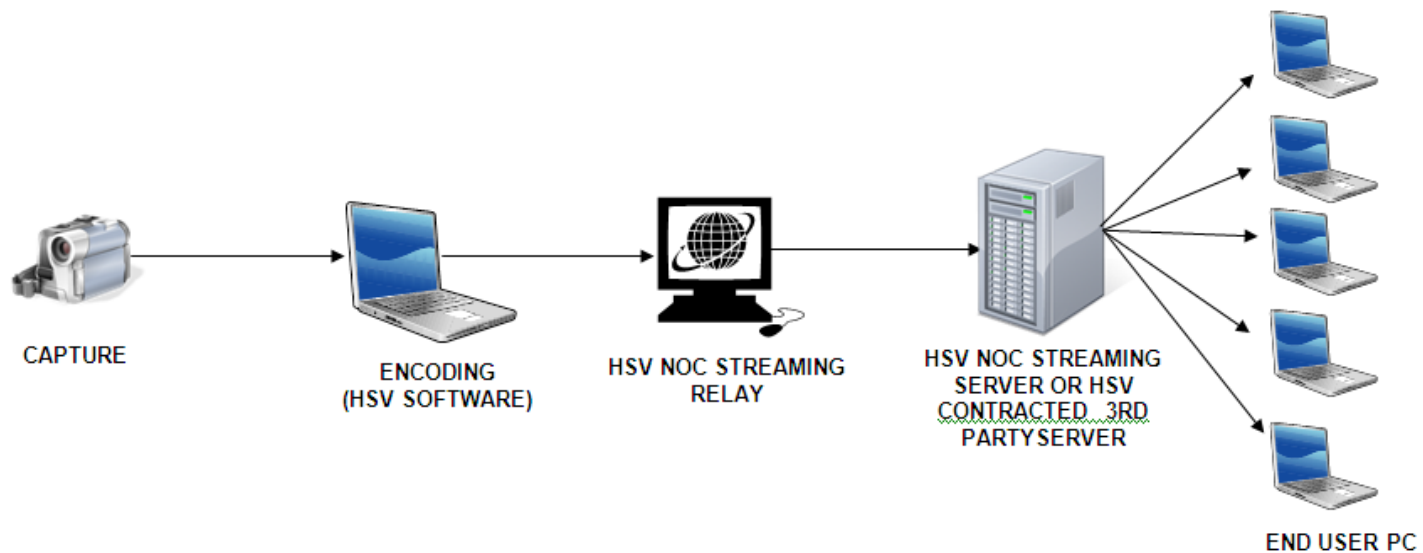 CAPTURE
ENCODING
(HSV SOFTWARE)
HSV NOC STREAMING
RELAY
HSV NOC STREAMING
SERVER OR HSV
CONTRACTED 3RD
PARTYSERVER
END USER PC